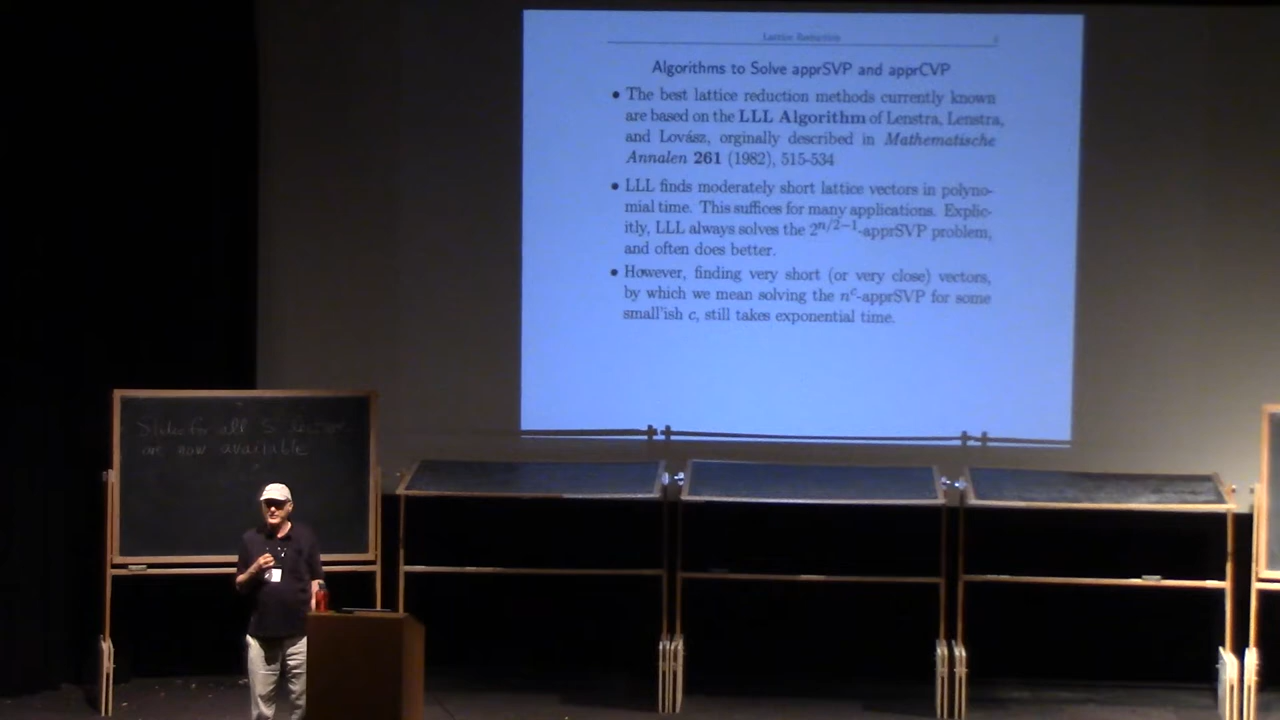 Lattice Reduction
Algorithms to Solve apprSVP and apprCVP
• The best lattice reduction methods currently known
are based on the LLL Algorithm of Lenstra, Lenstra,
and Lovász, orginally described in Mathematische
Annalen 261 (1982), 515-534
• LLL finds moderately short lattice vectors in polyno-
mial time. This suffices for many applications. Explic-
itly, LLL always solves the 2^{n/2−1}-apprSVP problem,
and often does better.
• However, finding very short (or very close) vectors,
by which we mean solving the n^c-apprSVP for some
small'ish c, still takes exponential time.
Slides for all 5
are now available